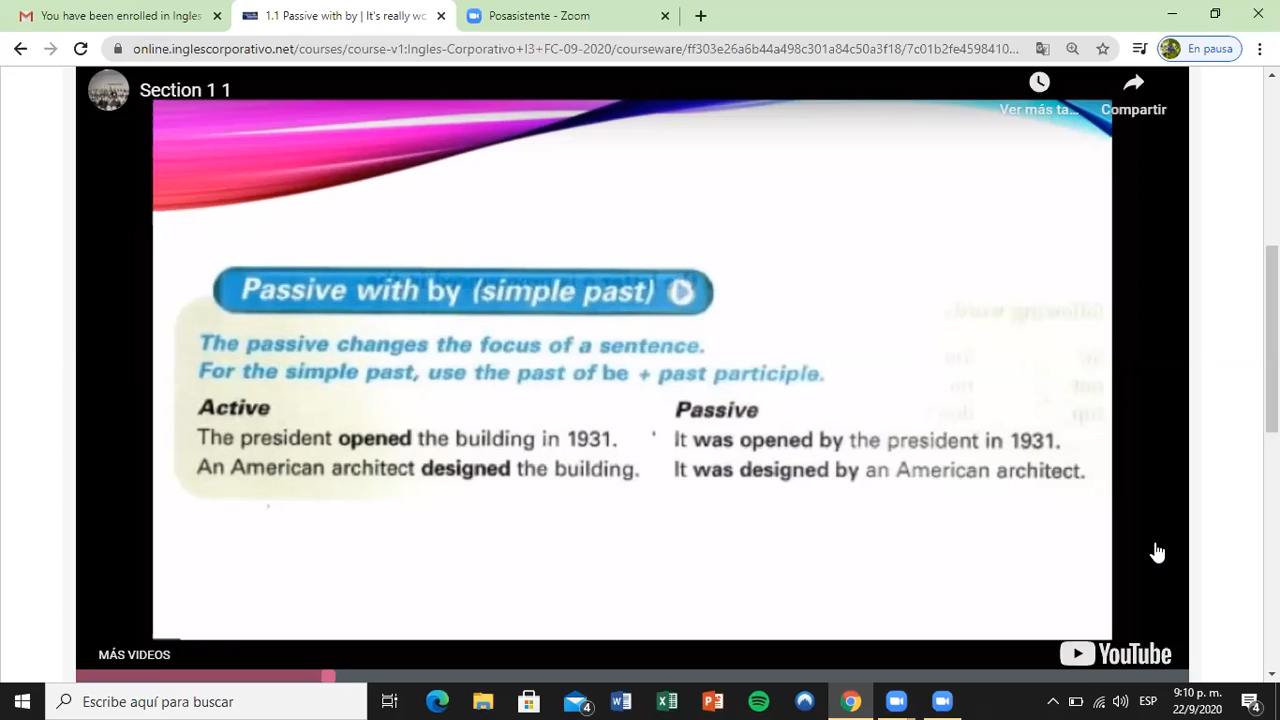 You have been enrolled in Ingles
1.1 Passive with by | It's really wo
Posasistente - Zoom
online.inglescorporativo.net/courses/course-v1:Ingles-Corporativo+I3+FC-09-2020/courseware/ff303e26a6b44a498c301a84c50a3f18/7c01b2fe4598410...
En pausa
Section 1 1
Ver más ta...
Compartir
Passive with by (simple past)
The passive changes the focus of a sentence.
For the simple past, use the past of be + past participle.
Active
Passive
The president opened the building in 1931.
It was opened by the president in 1931.
An American architect designed the building.
It was designed by an American architect.
MÁS VIDEOS
YouTube
Escribe aquí para buscar
4
ESP
9:10 p. m.
22/9/2020
4